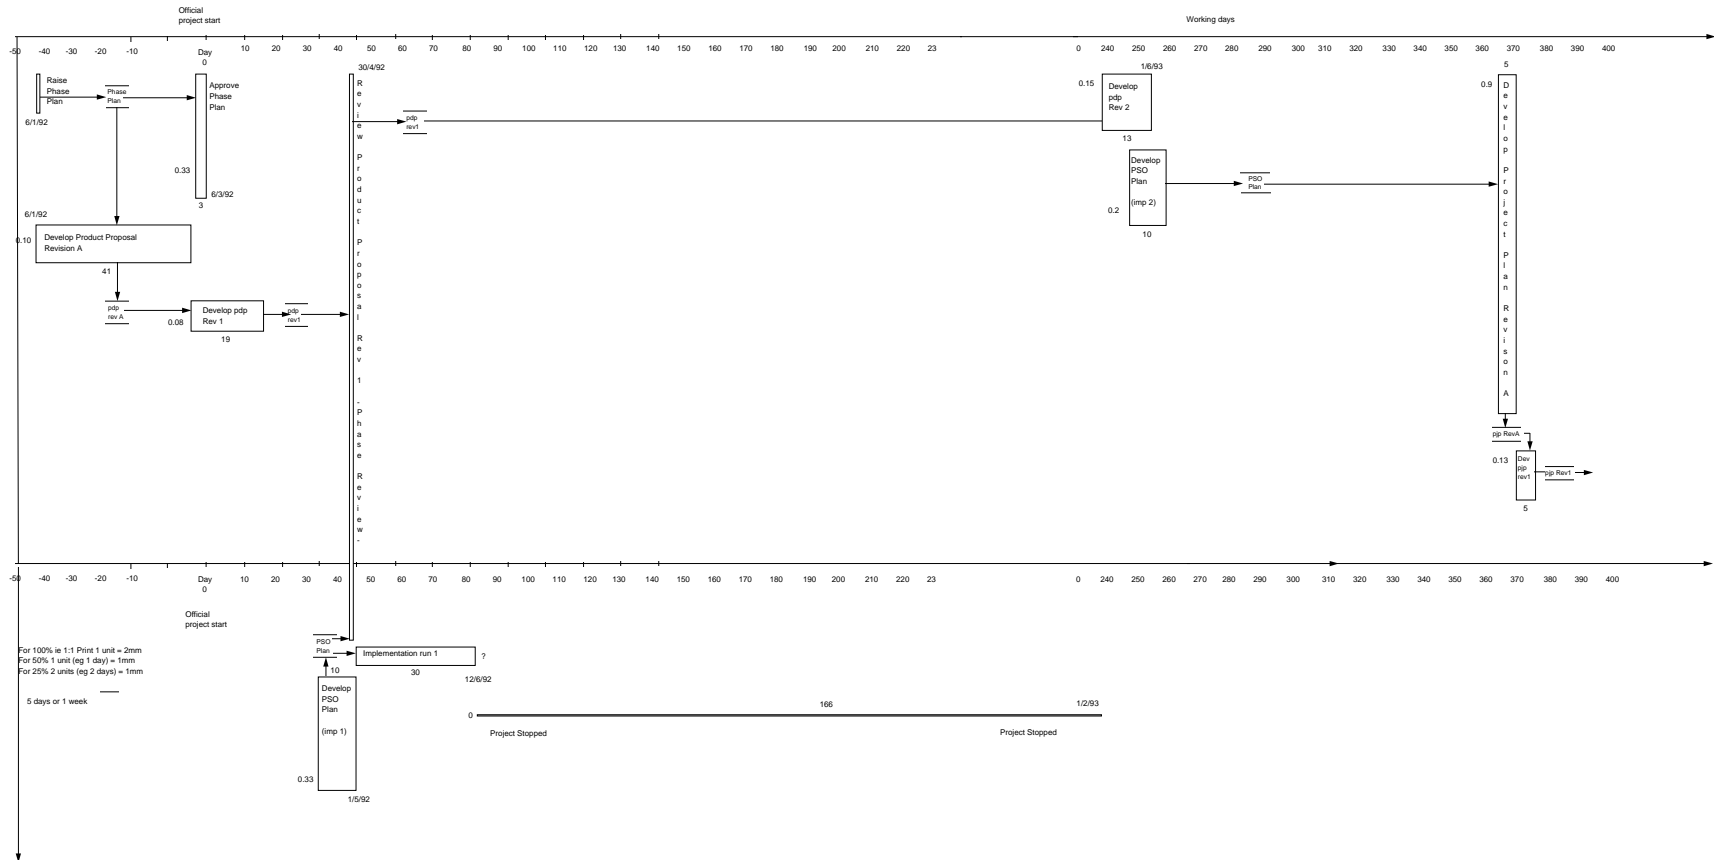 Official
project start
Working days
-50 -40 -30 -20 -10 Day 10 20 30 40 50 60 70 80 90 100 110 120 130 140 150 160 170 180 190 200 210 220 23 0 240 250 260 270 280 290 300 310 320 330 340 350 360 370 380 390 400
0
30/4/92
1/6/93
5
Raise
Phase
Plan
Phase
Plan
Approve
Phase
Plan
6/1/92
0.33
6/3/92
3
Review Product Proposal Rev 1 -Phase Review-
pdp
rev1
0.15
Develop
pdp
Rev 2
13
Develop
PSO
Plan
(imp 2)
0.2
10
PSO
Plan
0.9
Develop Project Plan Revison A
6/1/92
0.10
Develop Product Proposal
Revision A
41
pdp
rev A
0.08
Develop pdp
Rev 1
19
pdp
rev1
pjp RevA
0.13
Dev
pjp
rev1
pjp Rev1
5
-50 -40 -30 -20 -10 Day 10 20 30 40 50 60 70 80 90 100 110 120 130 140 150 160 170 180 190 200 210 220 23 0 240 250 260 270 280 290 300 310 320 330 340 350 360 370 380 390 400
0
Official
project start
For 100% ie 1:1 Print 1 unit = 2mm
For 50% 1 unit (eg 1 day) = 1mm
For 25% 2 units (eg 2 days) = 1mm
5 days or 1 week
PSO
Plan
10
Implementation run 1
?
30
12/6/92
Develop
PSO
Plan
(imp 1)
0.33
1/5/92
0
166
1/2/93
Project Stopped
Project Stopped